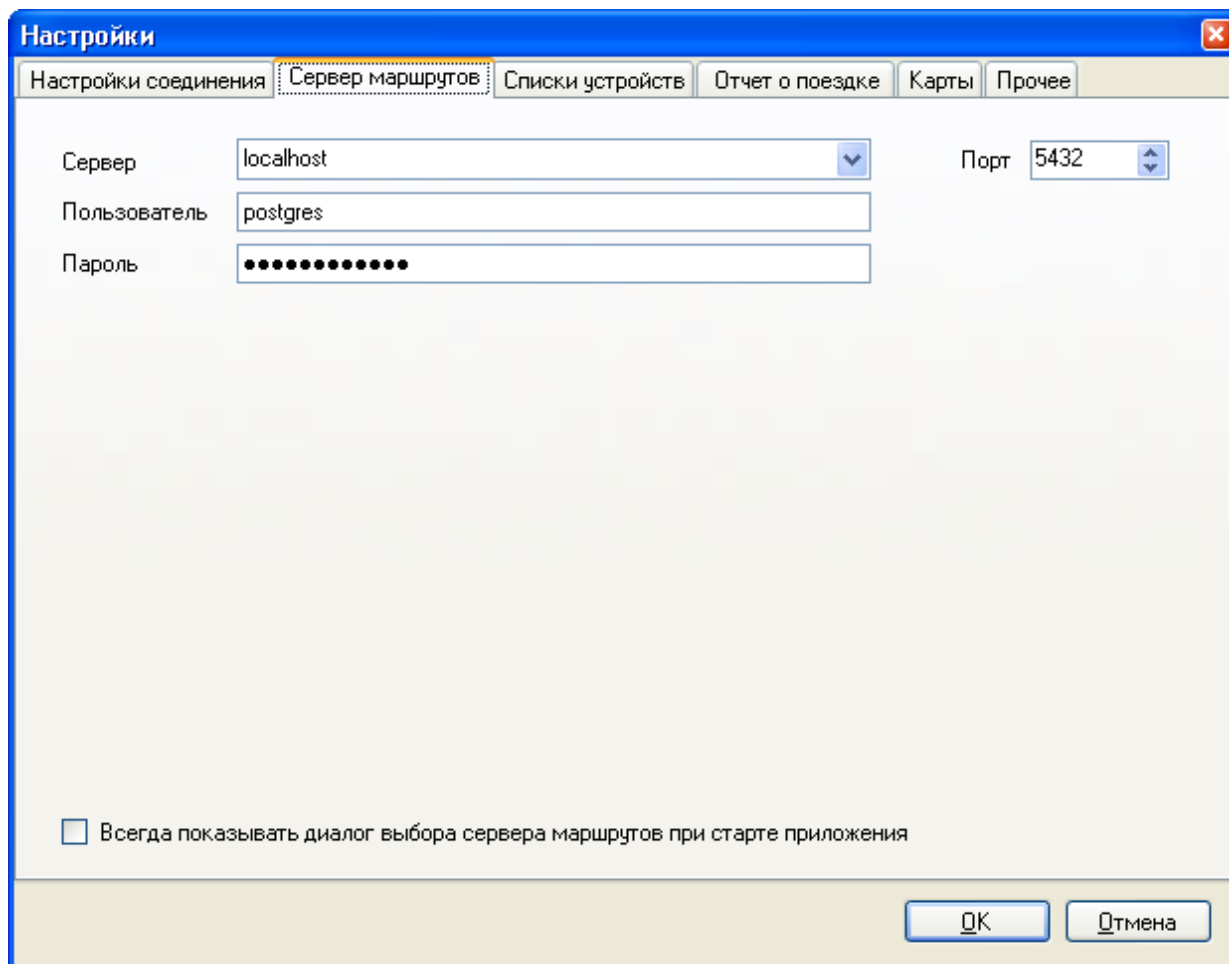 Настройки
Настройки соединения Сервер маршрутов Списки устройств Отчет о поездке Карты Прочее
Сервер localhost Порт 5432
Пользователь postgres
Пароль ●●●●●●●●●●●●
Всегда показывать диалог выбора сервера маршрутов при старте приложения
OK Отмена